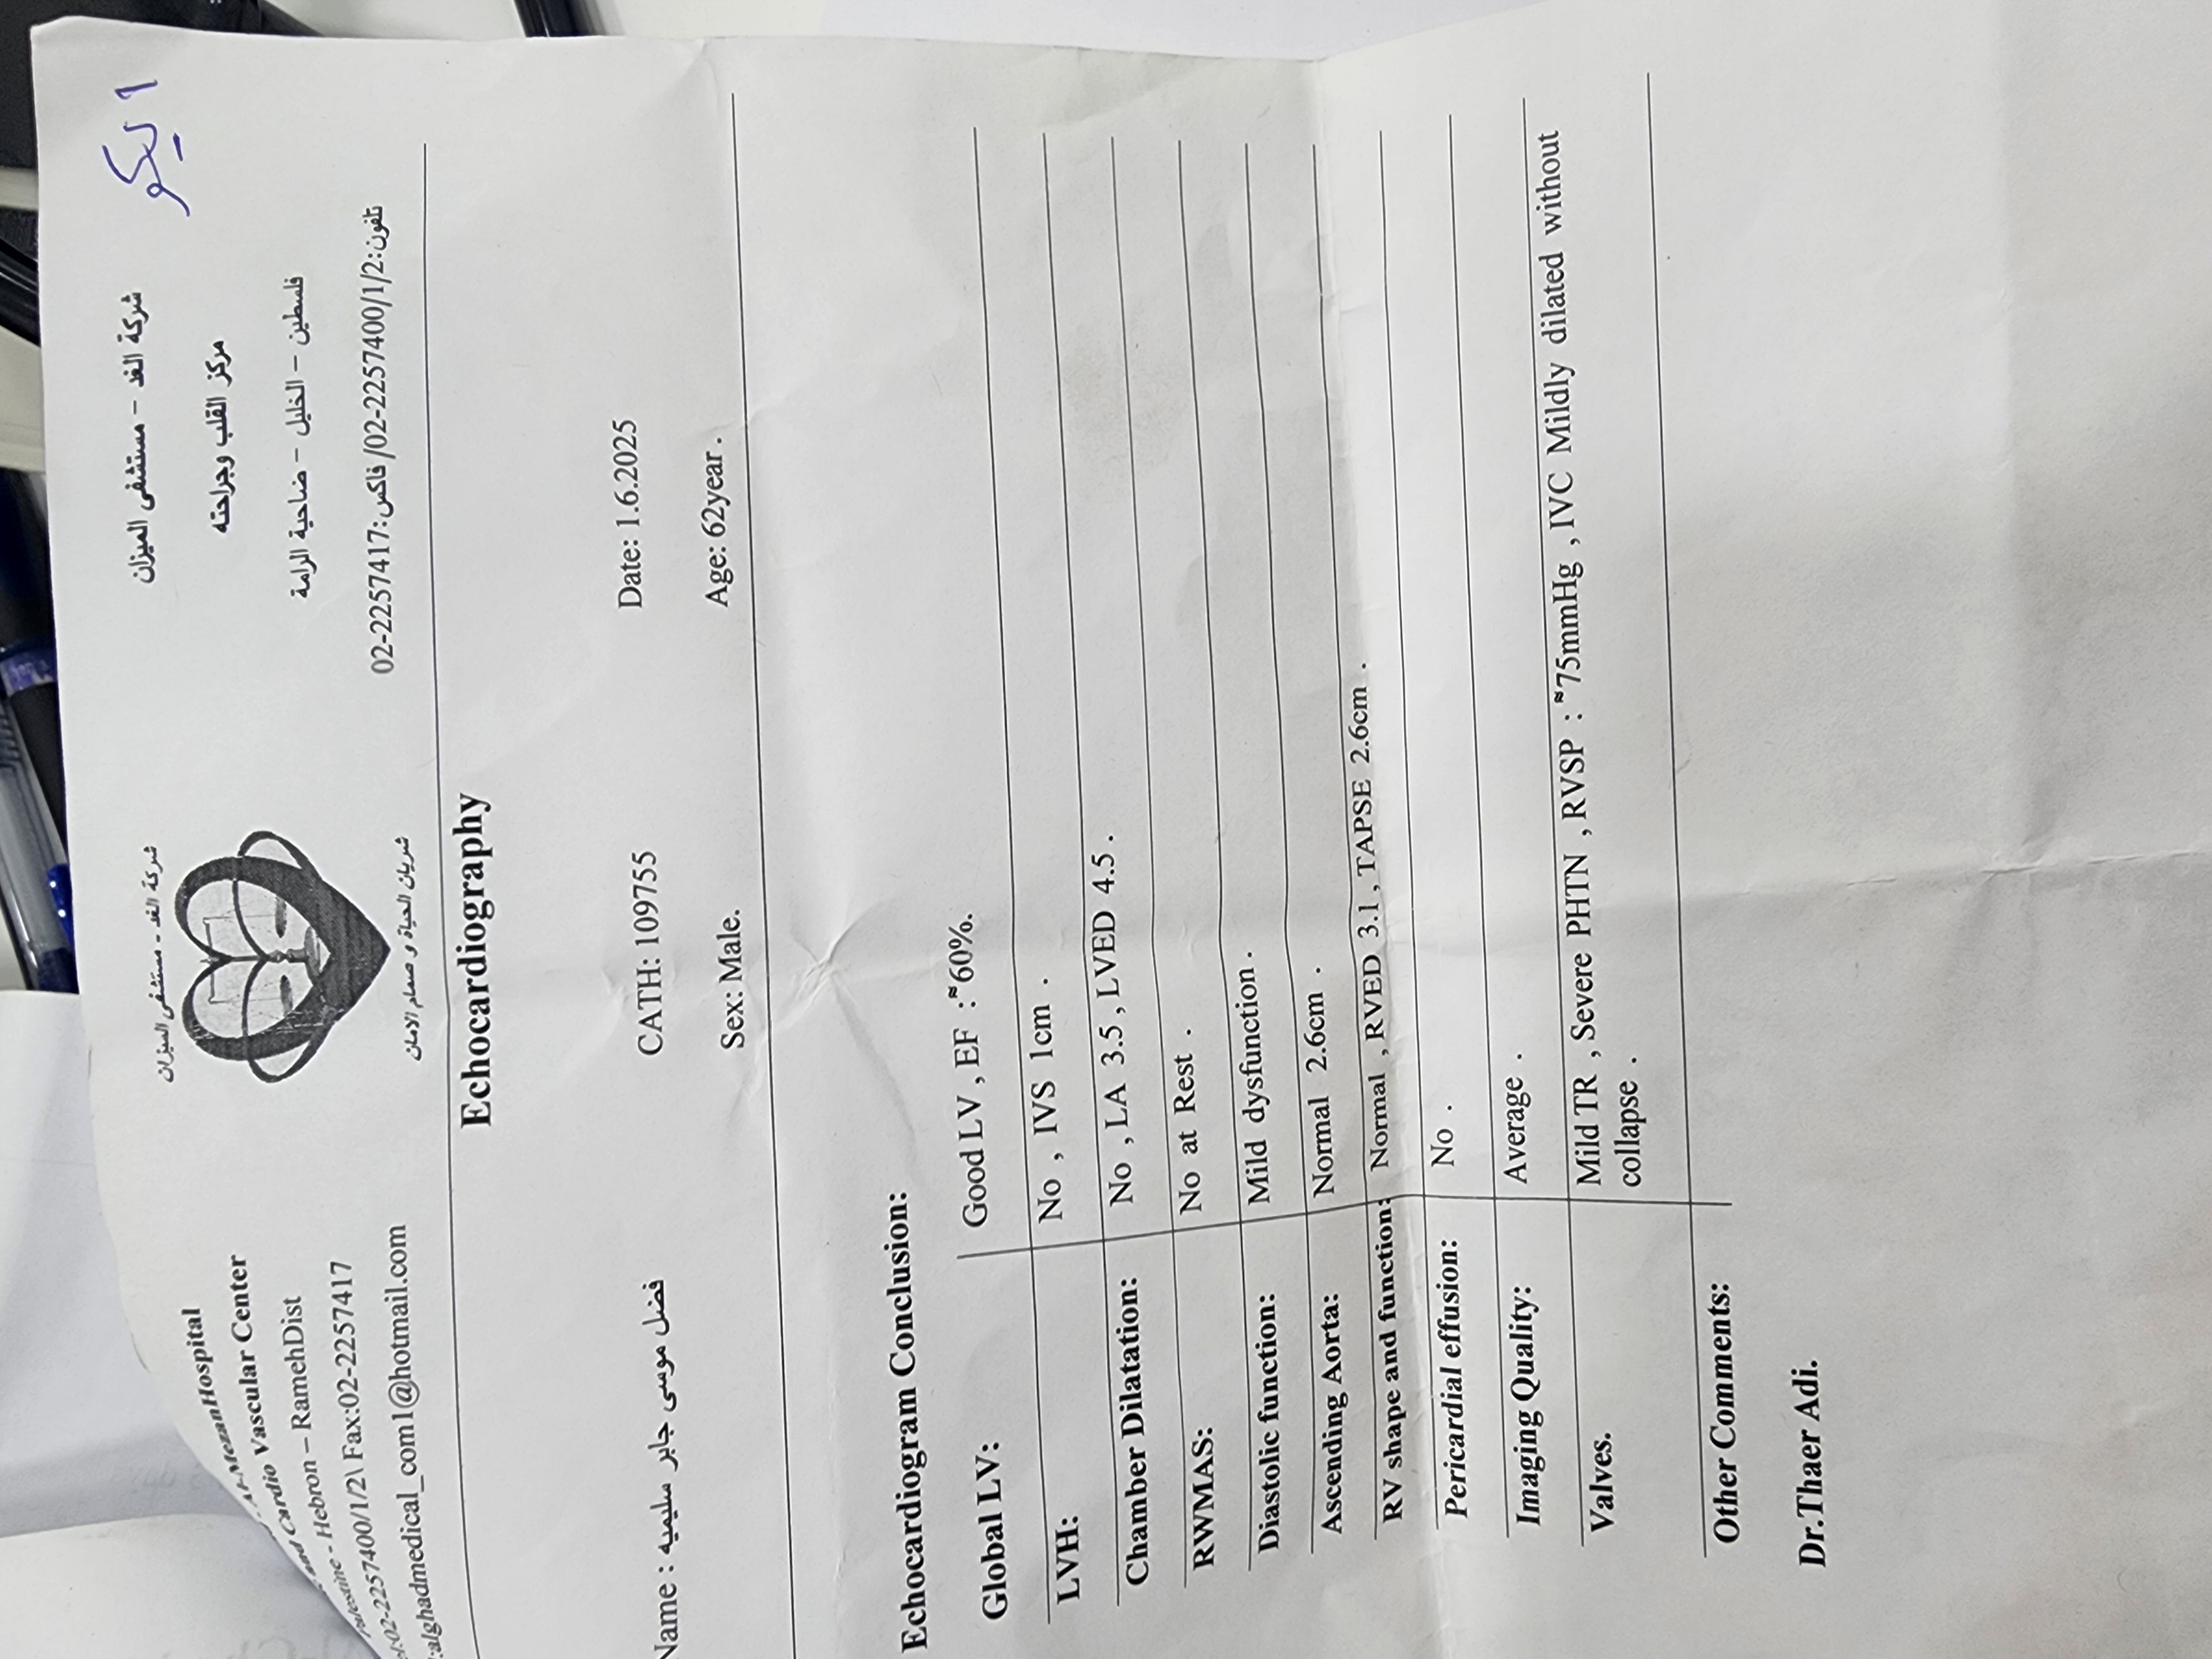 ايكو
Al-Mezan Hospital
and Cardio Vascular Center
Palestine - Hebron – RamehDist
02-2257400/1/2\ Fax:02-2257417
alghadmedical_com1@hotmail.com
شركة الغد - مستشفى الميزان
شريان الحياة و صمام الامان
شركة الغد – مستشفى الميزان
مركز القلب وجراحته
فلسطين – الخليل – ضاحية الرامة
تلفون:02-2257400/1/2/ فاكس:02-2257417
Echocardiography
Name : فضل موسى جابر سليميه CATH: 109755 Date: 1.6.2025
Sex: Male. Age: 62year .
Echocardiogram Conclusion:
Global LV: Good LV , EF :≈60%.
LVH: No , IVS 1cm .
Chamber Dilatation: No , LA 3.5 , LVED 4.5 .
RWMAS: No at Rest .
Diastolic function: Mild dysfunction .
Ascending Aorta: Normal 2.6cm .
RV shape and function: Normal , RVED 3.1 , TAPSE 2.6cm .
Pericardial effusion: No .
Imaging Quality: Average .
Valves. Mild TR , Severe PHTN , RVSP : ≈75mmHg , IVC Mildly dilated without
collapse .
Other Comments:
Dr.Thaer Adi.